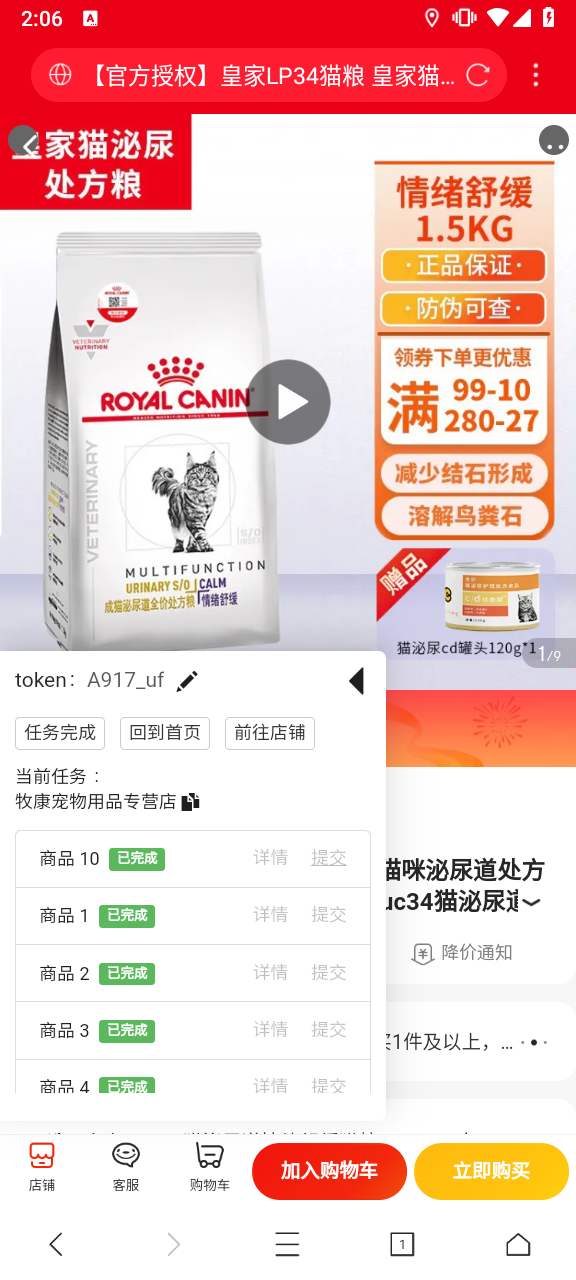 2:06
A
【官方授权】皇家LP34猫粮 皇家猫...
皇家猫泌尿
处方粮
情绪舒缓
1.5KG
·正品保证·
·防伪可查·
领券下单更优惠
满 99-10
280-27
减少结石形成
溶解鸟粪石
赠品
c/d
猫泌尿cd罐头120g*1
1/9
ROYAL CANIN
VETERINARY
NUTRITION
VETERINARY
S/O
INDEX
MULTIFUNCTION
URINARY S/O CALM
成猫泌尿道全价处方粮 情绪舒缓
token： A917_uf
任务完成 回到首页 前往店铺
当前任务：
牧康宠物用品专营店
商品 10 已完成 详情 提交
商品 1 已完成 详情 提交
商品 2 已完成 详情 提交
商品 3 已完成 详情 提交
商品 4 已完成 详情 提交
猫咪泌尿道处方
uc34猫泌尿道
降价通知
买1件及以上，...
店铺 客服 购物车 加入购物车 立即购买
1